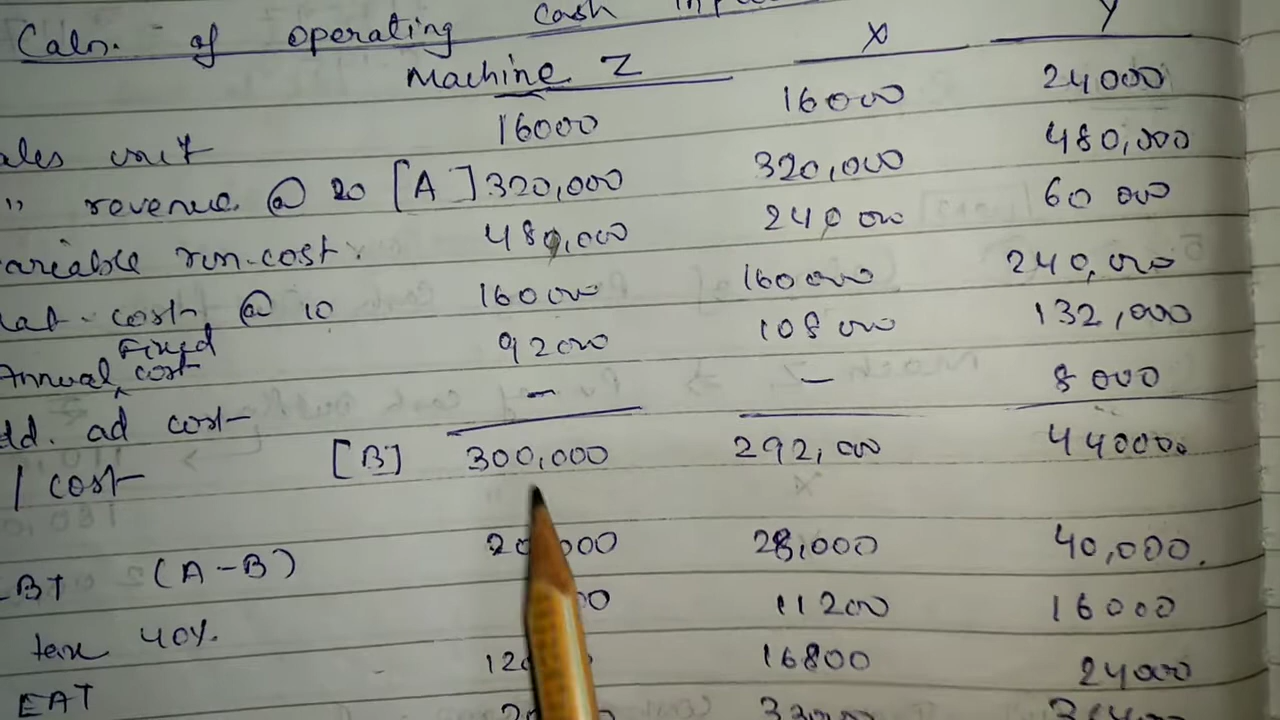 Caln. of operating cash
Machine Z X Y
ales unit 16000 16000 24000
" revenue @ 20 [A] 320,000 320,000 480,000
ariable run.cost. 480,000 240,000 60 000
at. cost @ 10 160000 160000 240,000
Annual Fixed cost 92000 108 000 132,000
dd. ad cost - - 8000
l cost [B] 300,000 292,000 440000
BT (A-B) 28,000 40,000.
tax 40%. 11200 16000
EAT 16800 24000